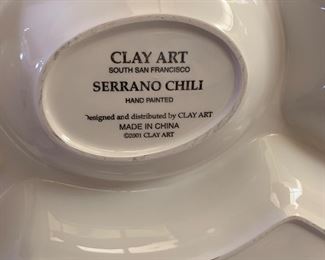 CLAY ART
SOUTH SAN FRANCISCO
SERRANO CHILI
HAND PAINTED
Designed and distributed by CLAY ART
MADE IN CHINA
©2001 CLAY ART